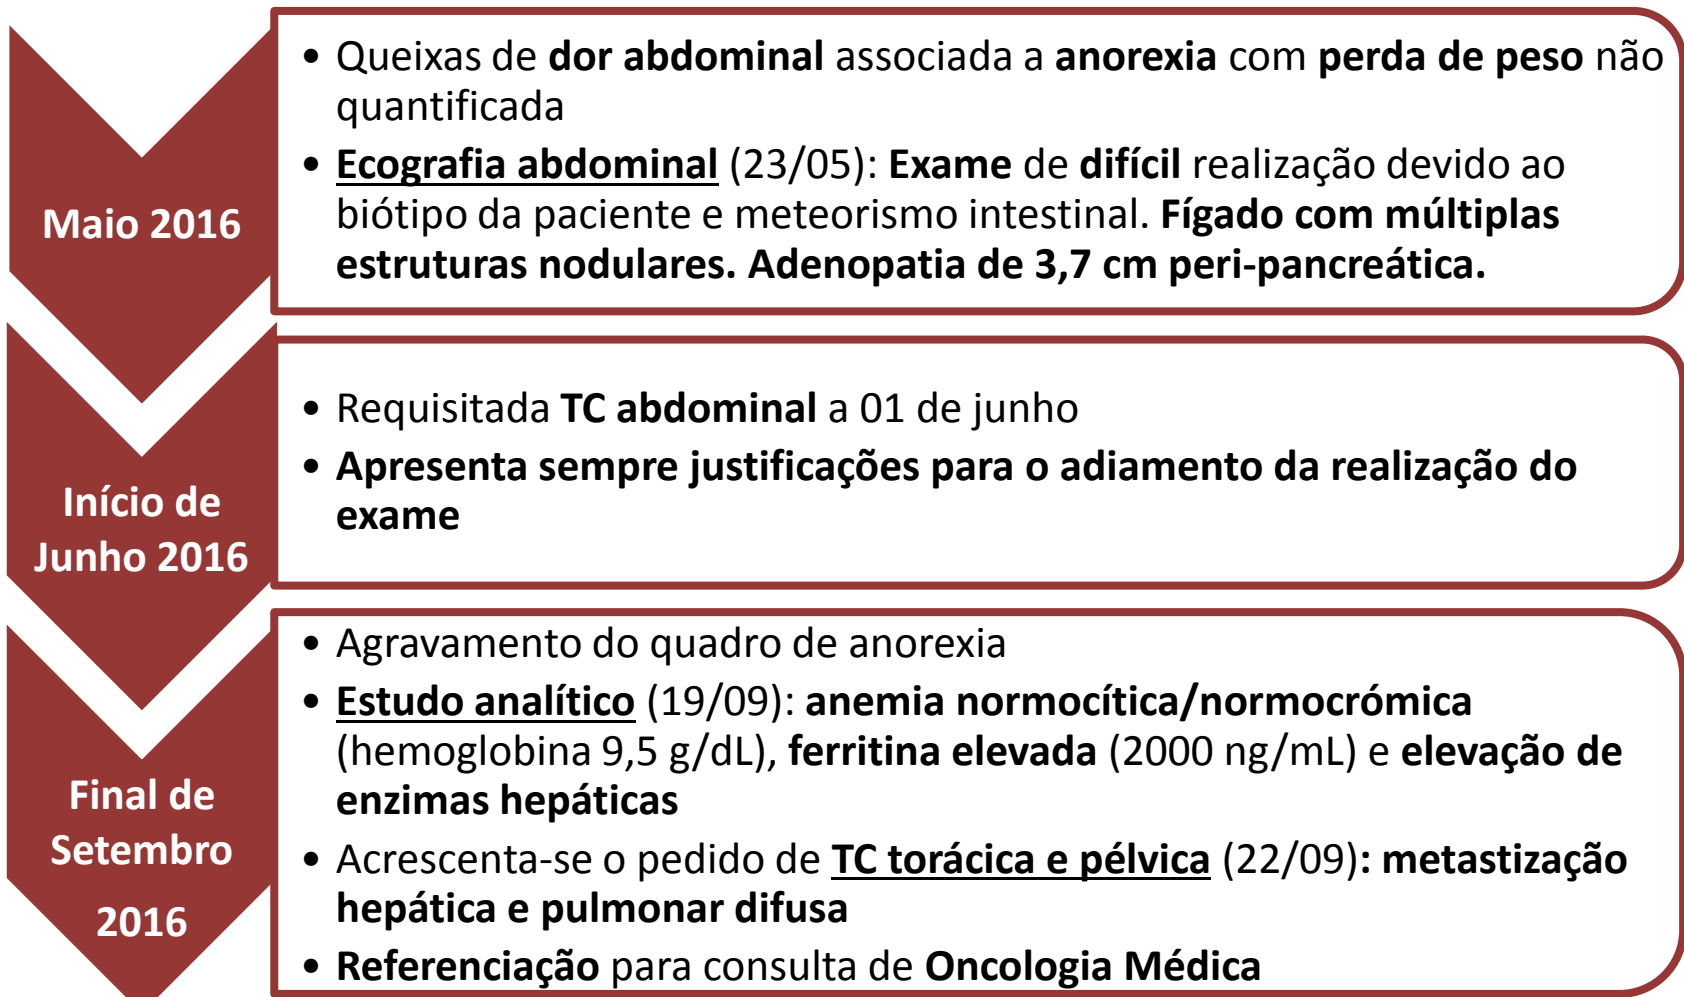 Maio 2016
• Queixas de dor abdominal associada a anorexia com perda de peso não
quantificada
• Ecografia abdominal (23/05): Exame de difícil realização devido ao
biótipo da paciente e meteorismo intestinal. Fígado com múltiplas
estruturas nodulares. Adenopatia de 3,7 cm peri-pancreática.
Início de
Junho 2016
• Requisitada TC abdominal a 01 de junho
• Apresenta sempre justificações para o adiamento da realização do
exame
Final de
Setembro
2016
• Agravamento do quadro de anorexia
• Estudo analítico (19/09): anemia normocítica/normocrómica
(hemoglobina 9,5 g/dL), ferritina elevada (2000 ng/mL) e elevação de
enzimas hepáticas
• Acrescenta-se o pedido de TC torácica e pélvica (22/09): metastização
hepática e pulmonar difusa
• Referenciação para consulta de Oncologia Médica